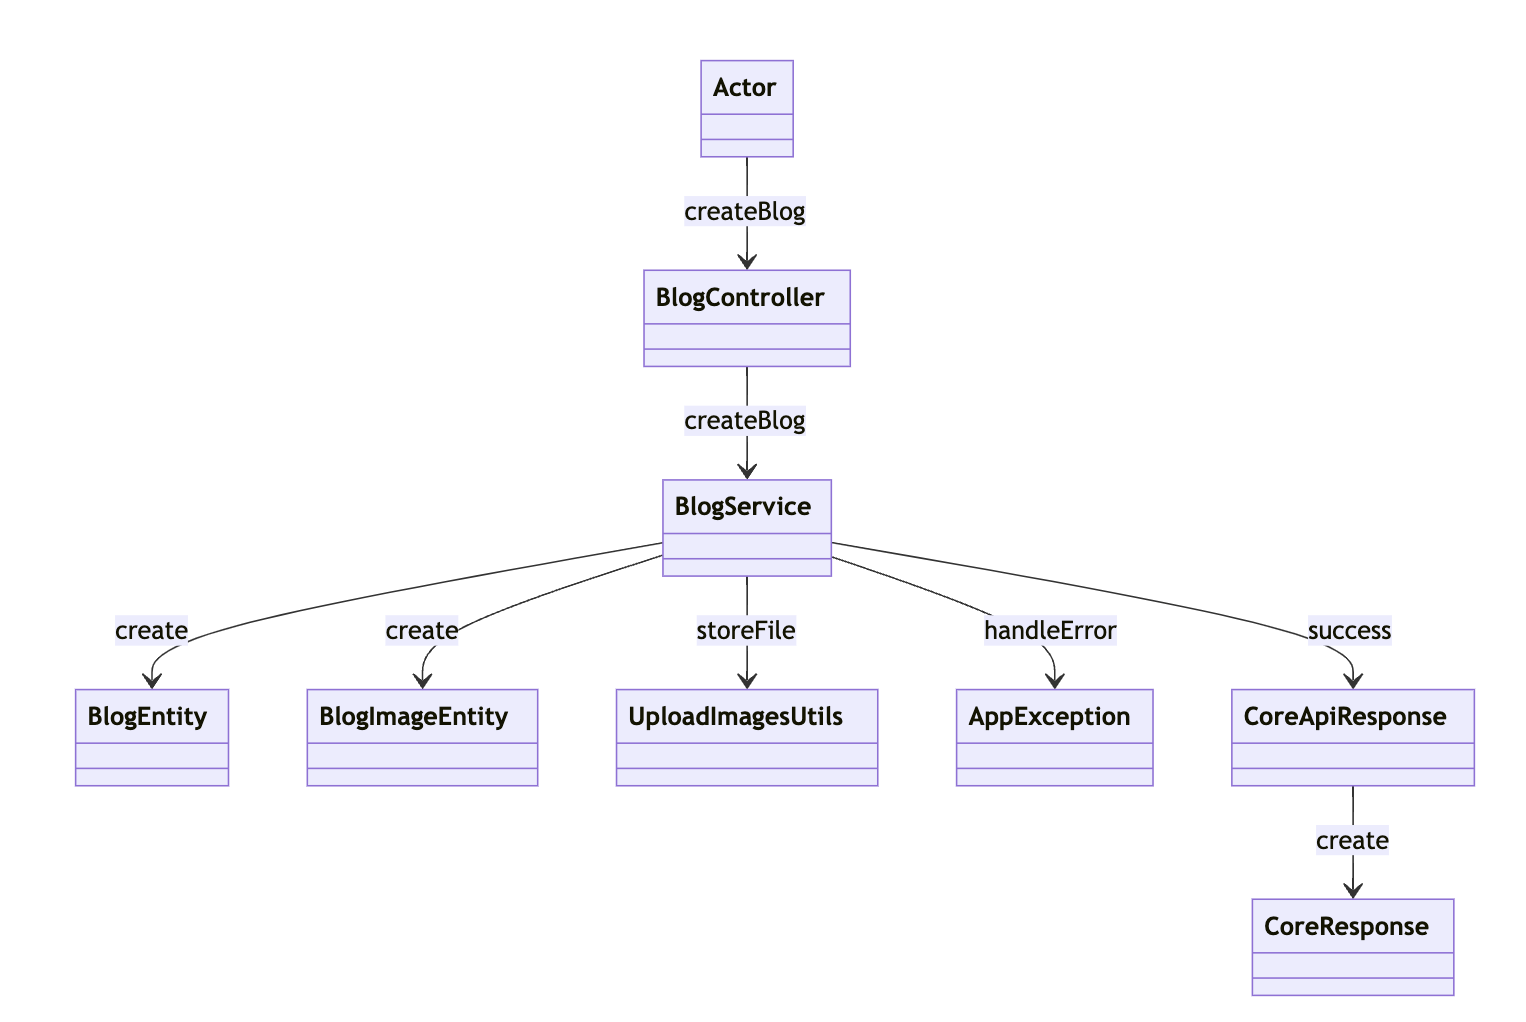 Actor
createBlog
BlogController
createBlog
BlogService
create
create
storeFile
handleError
success
BlogEntity
BlogImageEntity
UploadImagesUtils
AppException
CoreApiResponse
create
CoreResponse